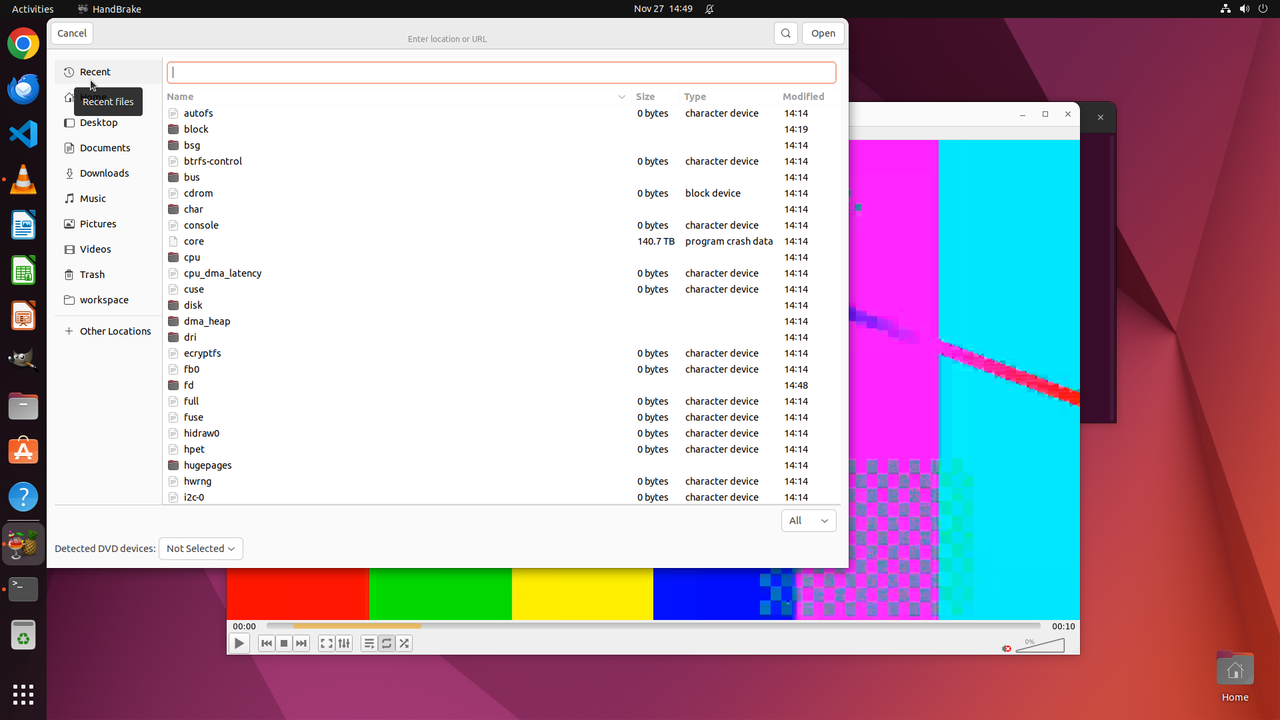 Activities
HandBrake
Nov 27 14:49
Cancel
Enter location or URL
Open
Recent
Home
Recent files
Desktop
Documents
Downloads
Music
Pictures
Videos
Trash
workspace
Other Locations
Name Size Type Modified
autofs 0 bytes character device 14:14
block 14:19
bsg 14:14
btrfs-control 0 bytes character device 14:14
bus 14:14
cdrom 0 bytes block device 14:14
char 14:14
console 0 bytes character device 14:14
core 140.7 TB program crash data 14:14
cpu 14:14
cpu_dma_latency 0 bytes character device 14:14
cuse 0 bytes character device 14:14
disk 14:14
dma_heap 14:14
dri 14:14
ecryptfs 0 bytes character device 14:14
fb0 0 bytes character device 14:14
fd 14:48
full 0 bytes character device 14:14
fuse 0 bytes character device 14:14
hidraw0 0 bytes character device 14:14
hpet 0 bytes character device 14:14
hugepages 14:14
hwrng 0 bytes character device 14:14
i2c-0 0 bytes character device 14:14
All
Detected DVD devices: Not Selected
00:00
00:10
0%
Home